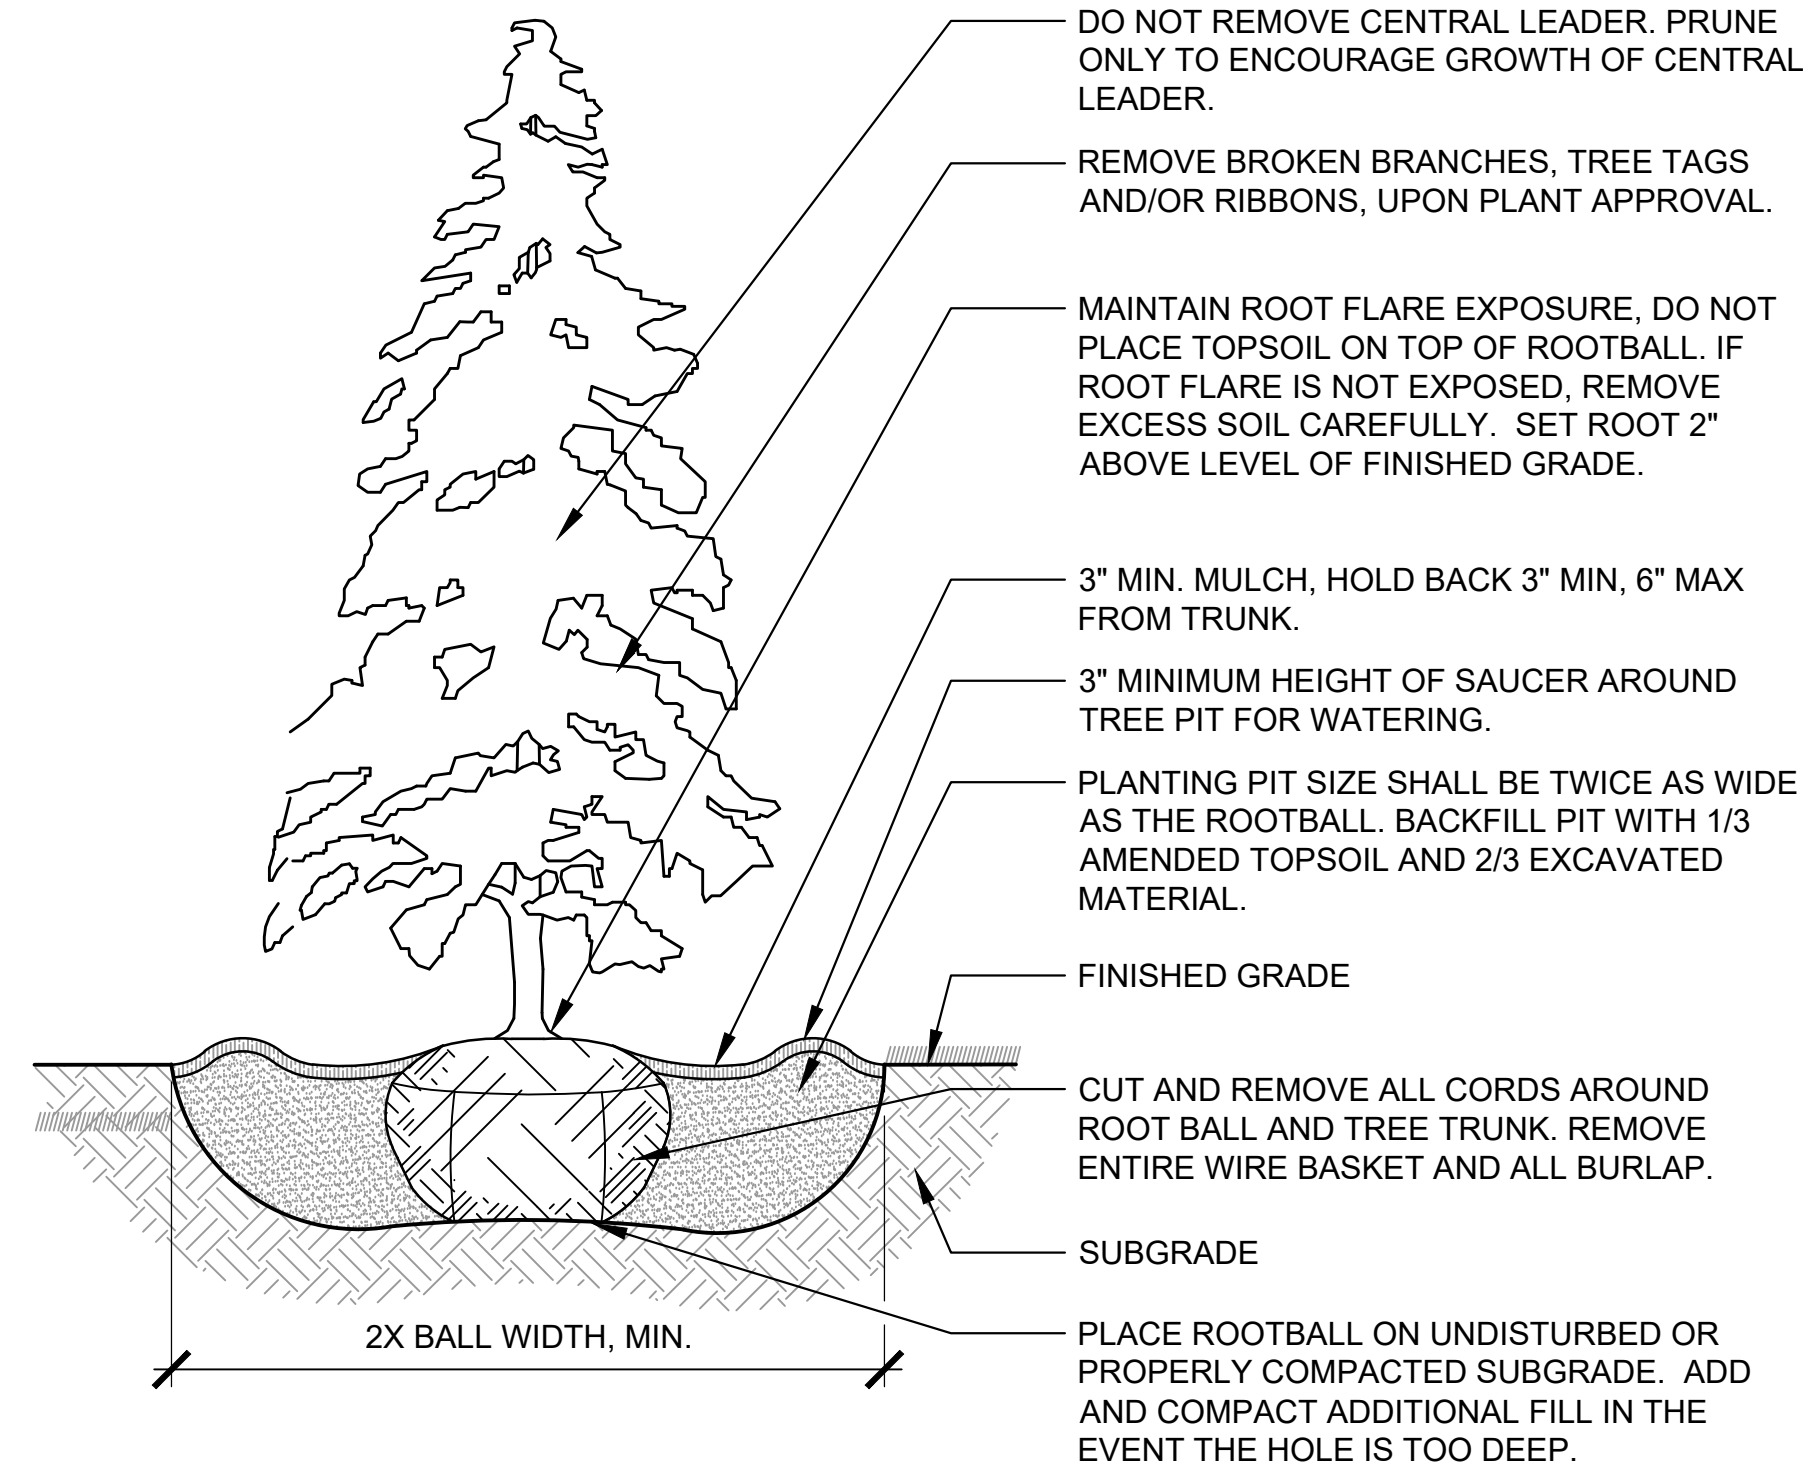 DO NOT REMOVE CENTRAL LEADER. PRUNE
ONLY TO ENCOURAGE GROWTH OF CENTRAL
LEADER.
REMOVE BROKEN BRANCHES, TREE TAGS
AND/OR RIBBONS, UPON PLANT APPROVAL.
MAINTAIN ROOT FLARE EXPOSURE, DO NOT
PLACE TOPSOIL ON TOP OF ROOTBALL. IF
ROOT FLARE IS NOT EXPOSED, REMOVE
EXCESS SOIL CAREFULLY.  SET ROOT 2"
ABOVE LEVEL OF FINISHED GRADE.
3" MIN. MULCH, HOLD BACK 3" MIN, 6" MAX
FROM TRUNK.
3" MINIMUM HEIGHT OF SAUCER AROUND
TREE PIT FOR WATERING.
PLANTING PIT SIZE SHALL BE TWICE AS WIDE
AS THE ROOTBALL. BACKFILL PIT WITH 1/3
AMENDED TOPSOIL AND 2/3 EXCAVATED
MATERIAL.
FINISHED GRADE
CUT AND REMOVE ALL CORDS AROUND
ROOT BALL AND TREE TRUNK. REMOVE
ENTIRE WIRE BASKET AND ALL BURLAP.
SUBGRADE
PLACE ROOTBALL ON UNDISTURBED OR
PROPERLY COMPACTED SUBGRADE.  ADD
AND COMPACT ADDITIONAL FILL IN THE
EVENT THE HOLE IS TOO DEEP.
2X BALL WIDTH, MIN.